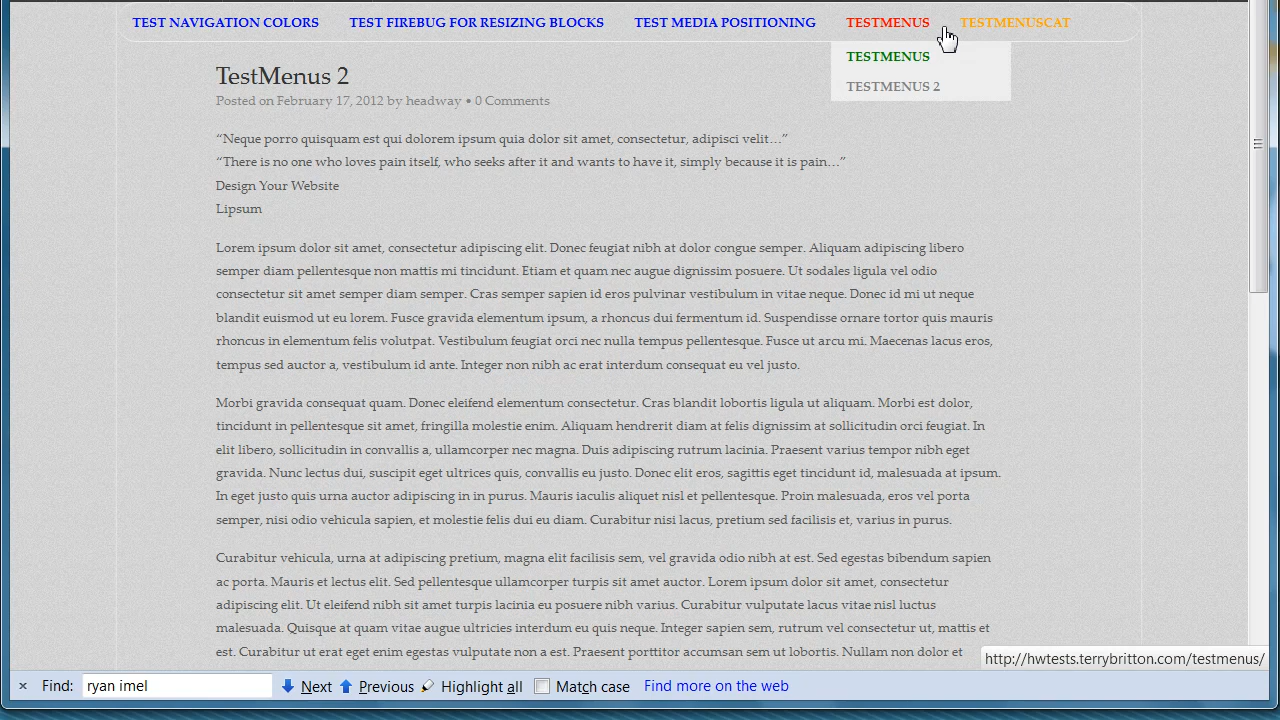 TEST NAVIGATION COLORS TEST FIREBUG FOR RESIZING BLOCKS TEST MEDIA POSITIONING TESTMENUS TESTMENUSCAT
TESTMENUS
TESTMENUS 2
TestMenus 2
Posted on February 17, 2012 by headway • 0 Comments
“Neque porro quisquam est qui dolorem ipsum quia dolor sit amet, consectetur, adipisci velit…”
“There is no one who loves pain itself, who seeks after it and wants to have it, simply because it is pain…”
Design Your Website
Lipsum
Lorem ipsum dolor sit amet, consectetur adipiscing elit. Donec feugiat nibh at dolor congue semper. Aliquam adipiscing libero
semper diam pellentesque non mattis mi tincidunt. Etiam et quam nec augue dignissim posuere. Ut sodales ligula vel odio
consectetur sit amet semper diam semper. Cras semper sapien id eros pulvinar vestibulum in vitae neque. Donec id mi ut neque
blandit euismod ut eu lorem. Fusce gravida elementum ipsum, a rhoncus dui fermentum id. Suspendisse ornare tortor quis mauris
rhoncus in elementum felis volutpat. Vestibulum feugiat orci nec nulla tempus pellentesque. Fusce ut arcu mi. Maecenas lacus eros,
tempus sed auctor a, vestibulum id ante. Integer non nibh ac erat interdum consequat eu vel justo.
Morbi gravida consequat quam. Donec eleifend elementum consectetur. Cras blandit lobortis ligula ut aliquam. Morbi est dolor,
tincidunt in pellentesque sit amet, fringilla molestie enim. Aliquam hendrerit diam at felis dignissim at sollicitudin orci feugiat. In
elit libero, sollicitudin in convallis a, ullamcorper nec magna. Duis adipiscing rutrum lacinia. Praesent varius tempor nibh eget
gravida. Nunc lectus dui, suscipit eget ultrices quis, convallis eu justo. Donec elit eros, sagittis eget tincidunt id, malesuada at ipsum.
In eget justo quis urna auctor adipiscing in in purus. Mauris iaculis aliquet nisl et pellentesque. Proin malesuada, eros vel porta
semper, nisi odio vehicula sapien, et molestie felis dui eu diam. Curabitur nisi lacus, pretium sed facilisis et, varius in purus.
Curabitur vehicula, urna at adipiscing pretium, magna elit facilisis sem, vel gravida odio nibh at est. Sed egestas bibendum sapien
ac porta. Mauris et lectus elit. Sed pellentesque ullamcorper turpis sit amet auctor. Lorem ipsum dolor sit amet, consectetur
adipiscing elit. Ut eleifend nibh sit amet turpis lacinia eu posuere nibh varius. Curabitur vulputate lacus vitae nisl luctus
malesuada. Quisque at quam vitae augue ultricies interdum eu quis neque. Integer sapien sem, rutrum vel consectetur ut, mattis et
est. Curabitur ut erat eget enim egestas vulputate non a est. Praesent porttitor accumsan sem ut lobortis. Nullam non dolor et
http://hwtests.terrybritton.com/testmenus/
× Find: ryan imel Next Previous Highlight all Match case Find more on the web